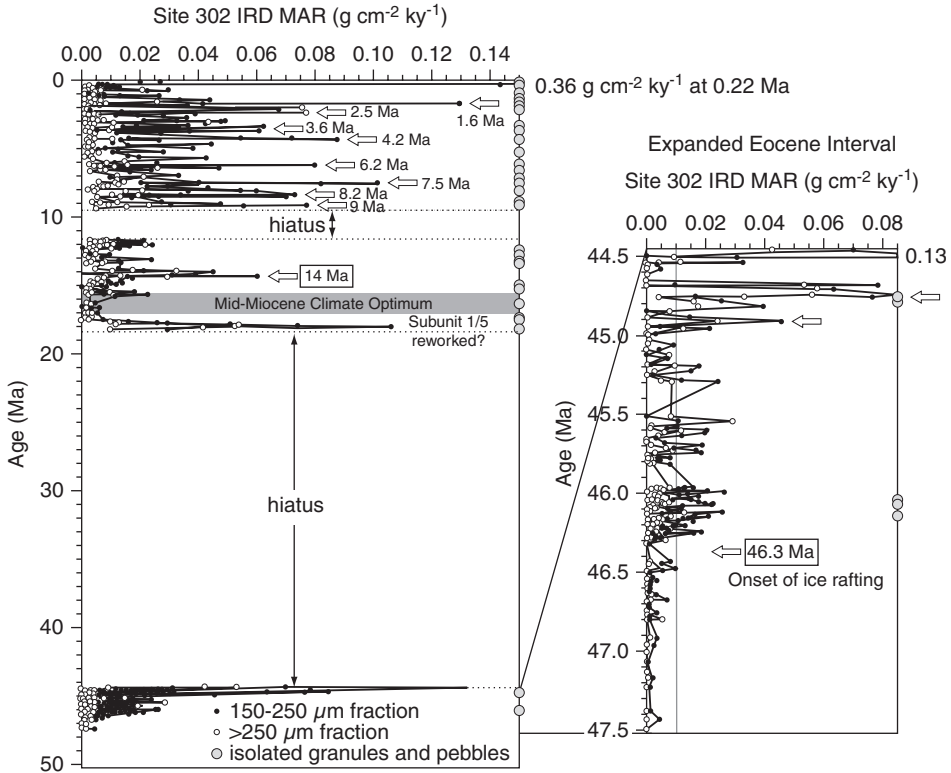 Site 302 IRD MAR (g cm-2 ky-1)
0.00 0.02 0.04 0.06 0.08 0.10 0.12 0.14
0
10
20
30
40
50
Age (Ma)
0.36 g cm-2 ky-1 at 0.22 Ma
1.6 Ma
2.5 Ma
3.6 Ma
4.2 Ma
6.2 Ma
7.5 Ma
8.2 Ma
9 Ma
hiatus
14 Ma
Mid-Miocene Climate Optimum
Subunit 1/5
reworked?
hiatus
150-250 µm fraction
>250 µm fraction
isolated granules and pebbles
Expanded Eocene Interval
Site 302 IRD MAR (g cm-2 ky-1)
0.00 0.02 0.04 0.06 0.08
0.13
44.5
45.0
45.5
46.0
46.5
47.0
47.5
Age (Ma)
46.3 Ma
Onset of ice rafting